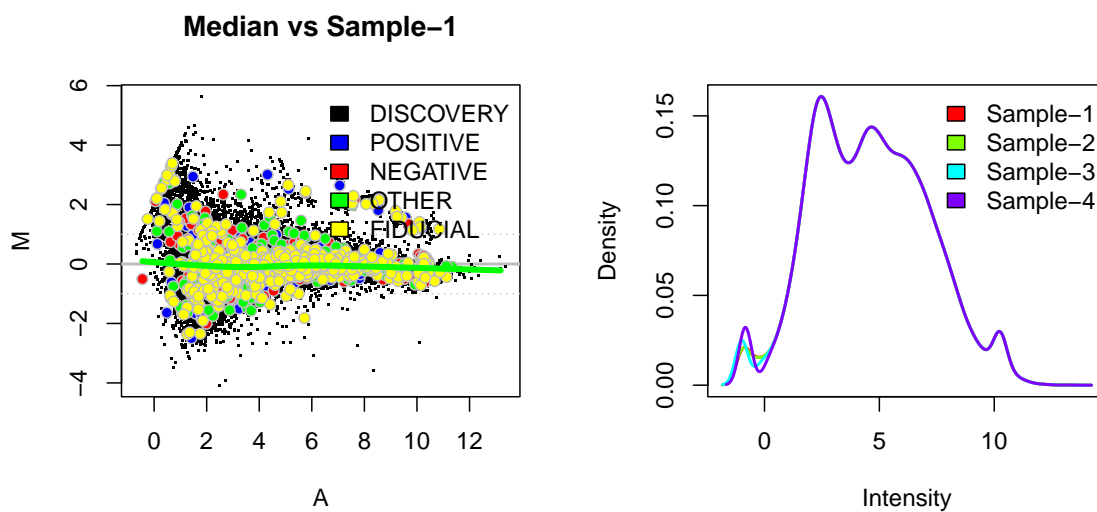 Median vs Sample−1
6
4
2
0
−2
−4
M
0 2 4 6 8 10 12
A
DISCOVERY
POSITIVE
NEGATIVE
OTHER
FIDUCIAL
0.15
0.10
0.05
0.00
Density
0 5 10
Intensity
Sample−1
Sample−2
Sample−3
Sample−4